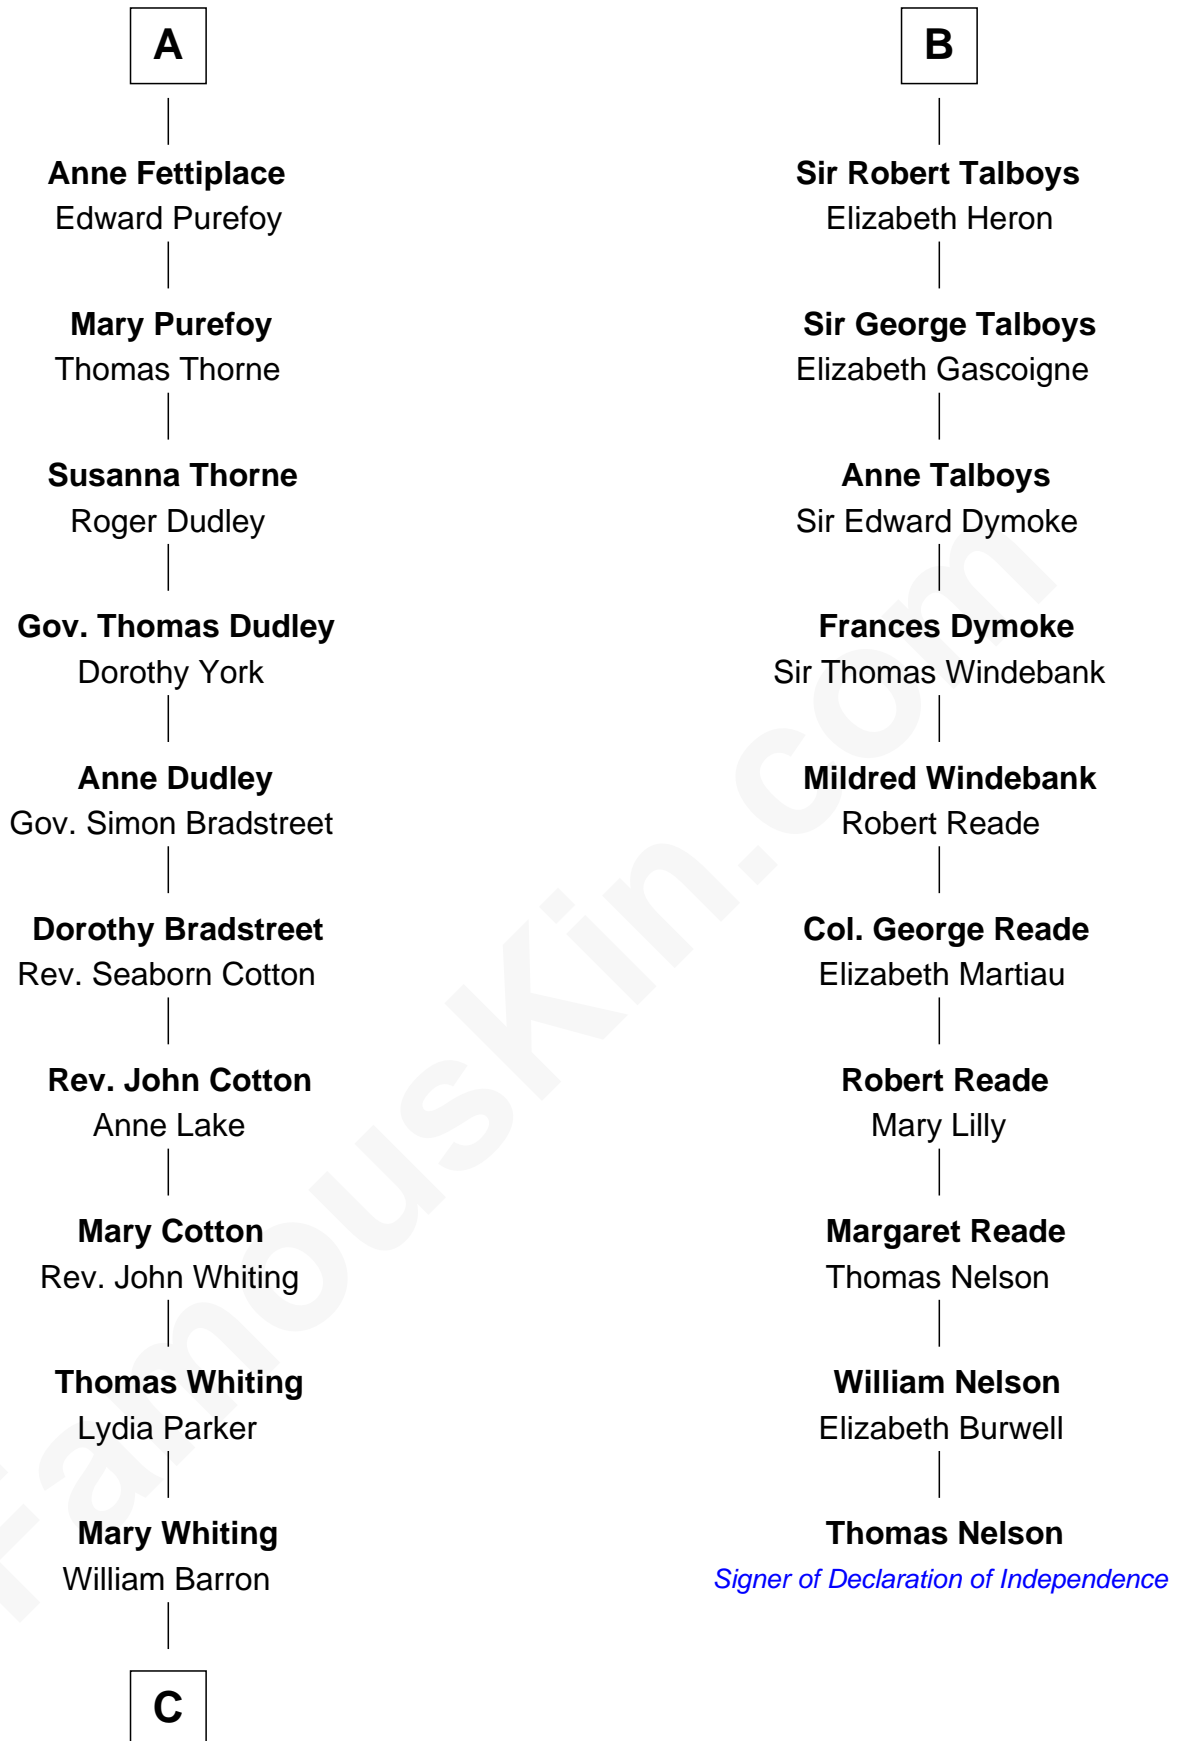 A
Anne Fettiplace
Edward Purefoy
Mary Purefoy
Thomas Thorne
Susanna Thorne
Roger Dudley
Gov. Thomas Dudley
Dorothy York
Anne Dudley
Gov. Simon Bradstreet
Dorothy Bradstreet
Rev. Seaborn Cotton
Rev. John Cotton
Anne Lake
Mary Cotton
Rev. John Whiting
Thomas Whiting
Lydia Parker
Mary Whiting
William Barron
C
B
Sir Robert Talboys
Elizabeth Heron
Sir George Talboys
Elizabeth Gascoigne
Anne Talboys
Sir Edward Dymoke
Frances Dymoke
Sir Thomas Windebank
Mildred Windebank
Robert Reade
Col. George Reade
Elizabeth Martiau
Robert Reade
Mary Lilly
Margaret Reade
Thomas Nelson
William Nelson
Elizabeth Burwell
Thomas Nelson
Signer of Declaration of Independence
FamousKin.com